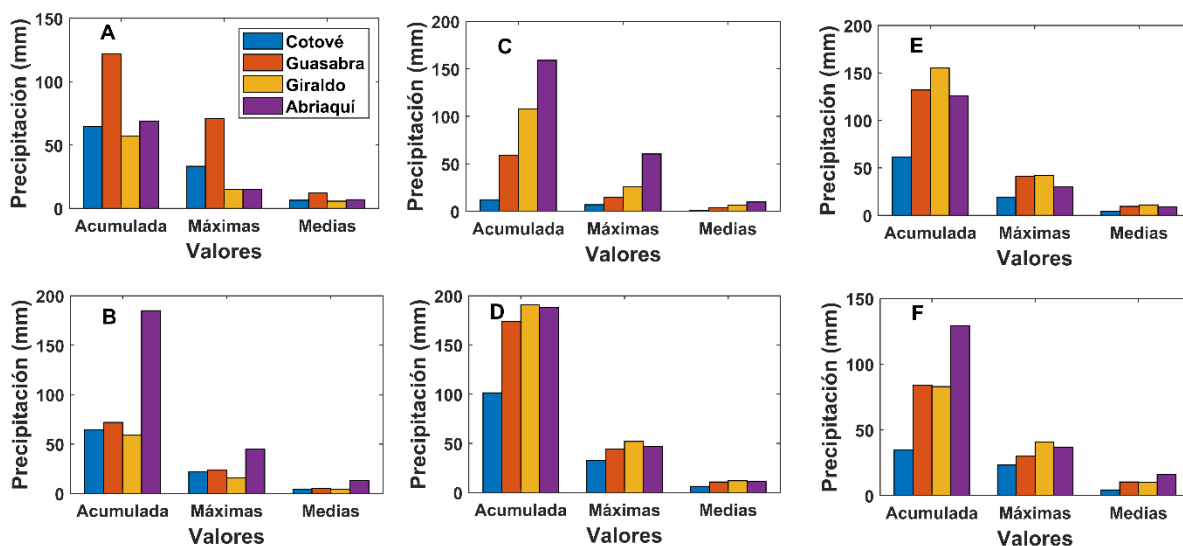 A
Precipitación (mm)
150
100
50
0
Cotové
Guasabra
Giraldo
Abriaquí
Acumulada Máximas Medias
Valores
C
Precipitación (mm)
200
150
100
50
0
Acumulada Máximas Medias
Valores
E
Precipitación (mm)
200
150
100
50
0
Acumulada Máximas Medias
Valores
B
Precipitación (mm)
200
150
100
50
0
Acumulada Máximas Medias
Valores
D
Precipitación (mm)
200
150
100
50
0
Acumulada Máximas Medias
Valores
F
Precipitación (mm)
150
100
50
0
Acumulada Máximas Medias
Valores